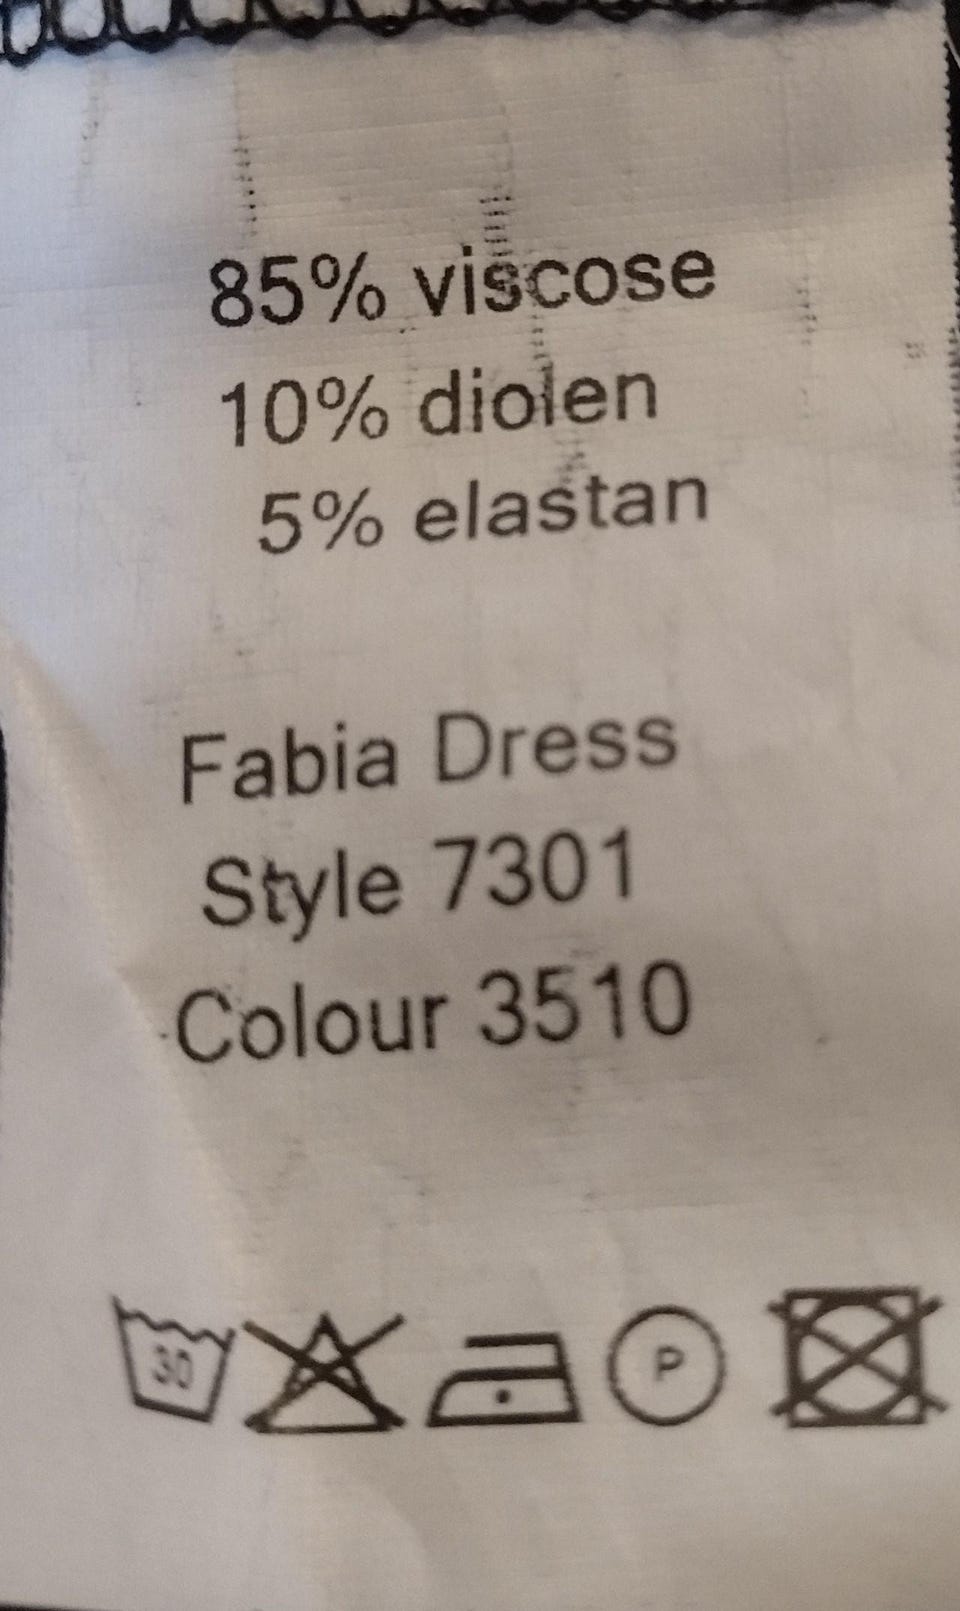 85% viscose
10% diolen
5% elastan
Fabia Dress
Style 7301
Colour 3510
30
P